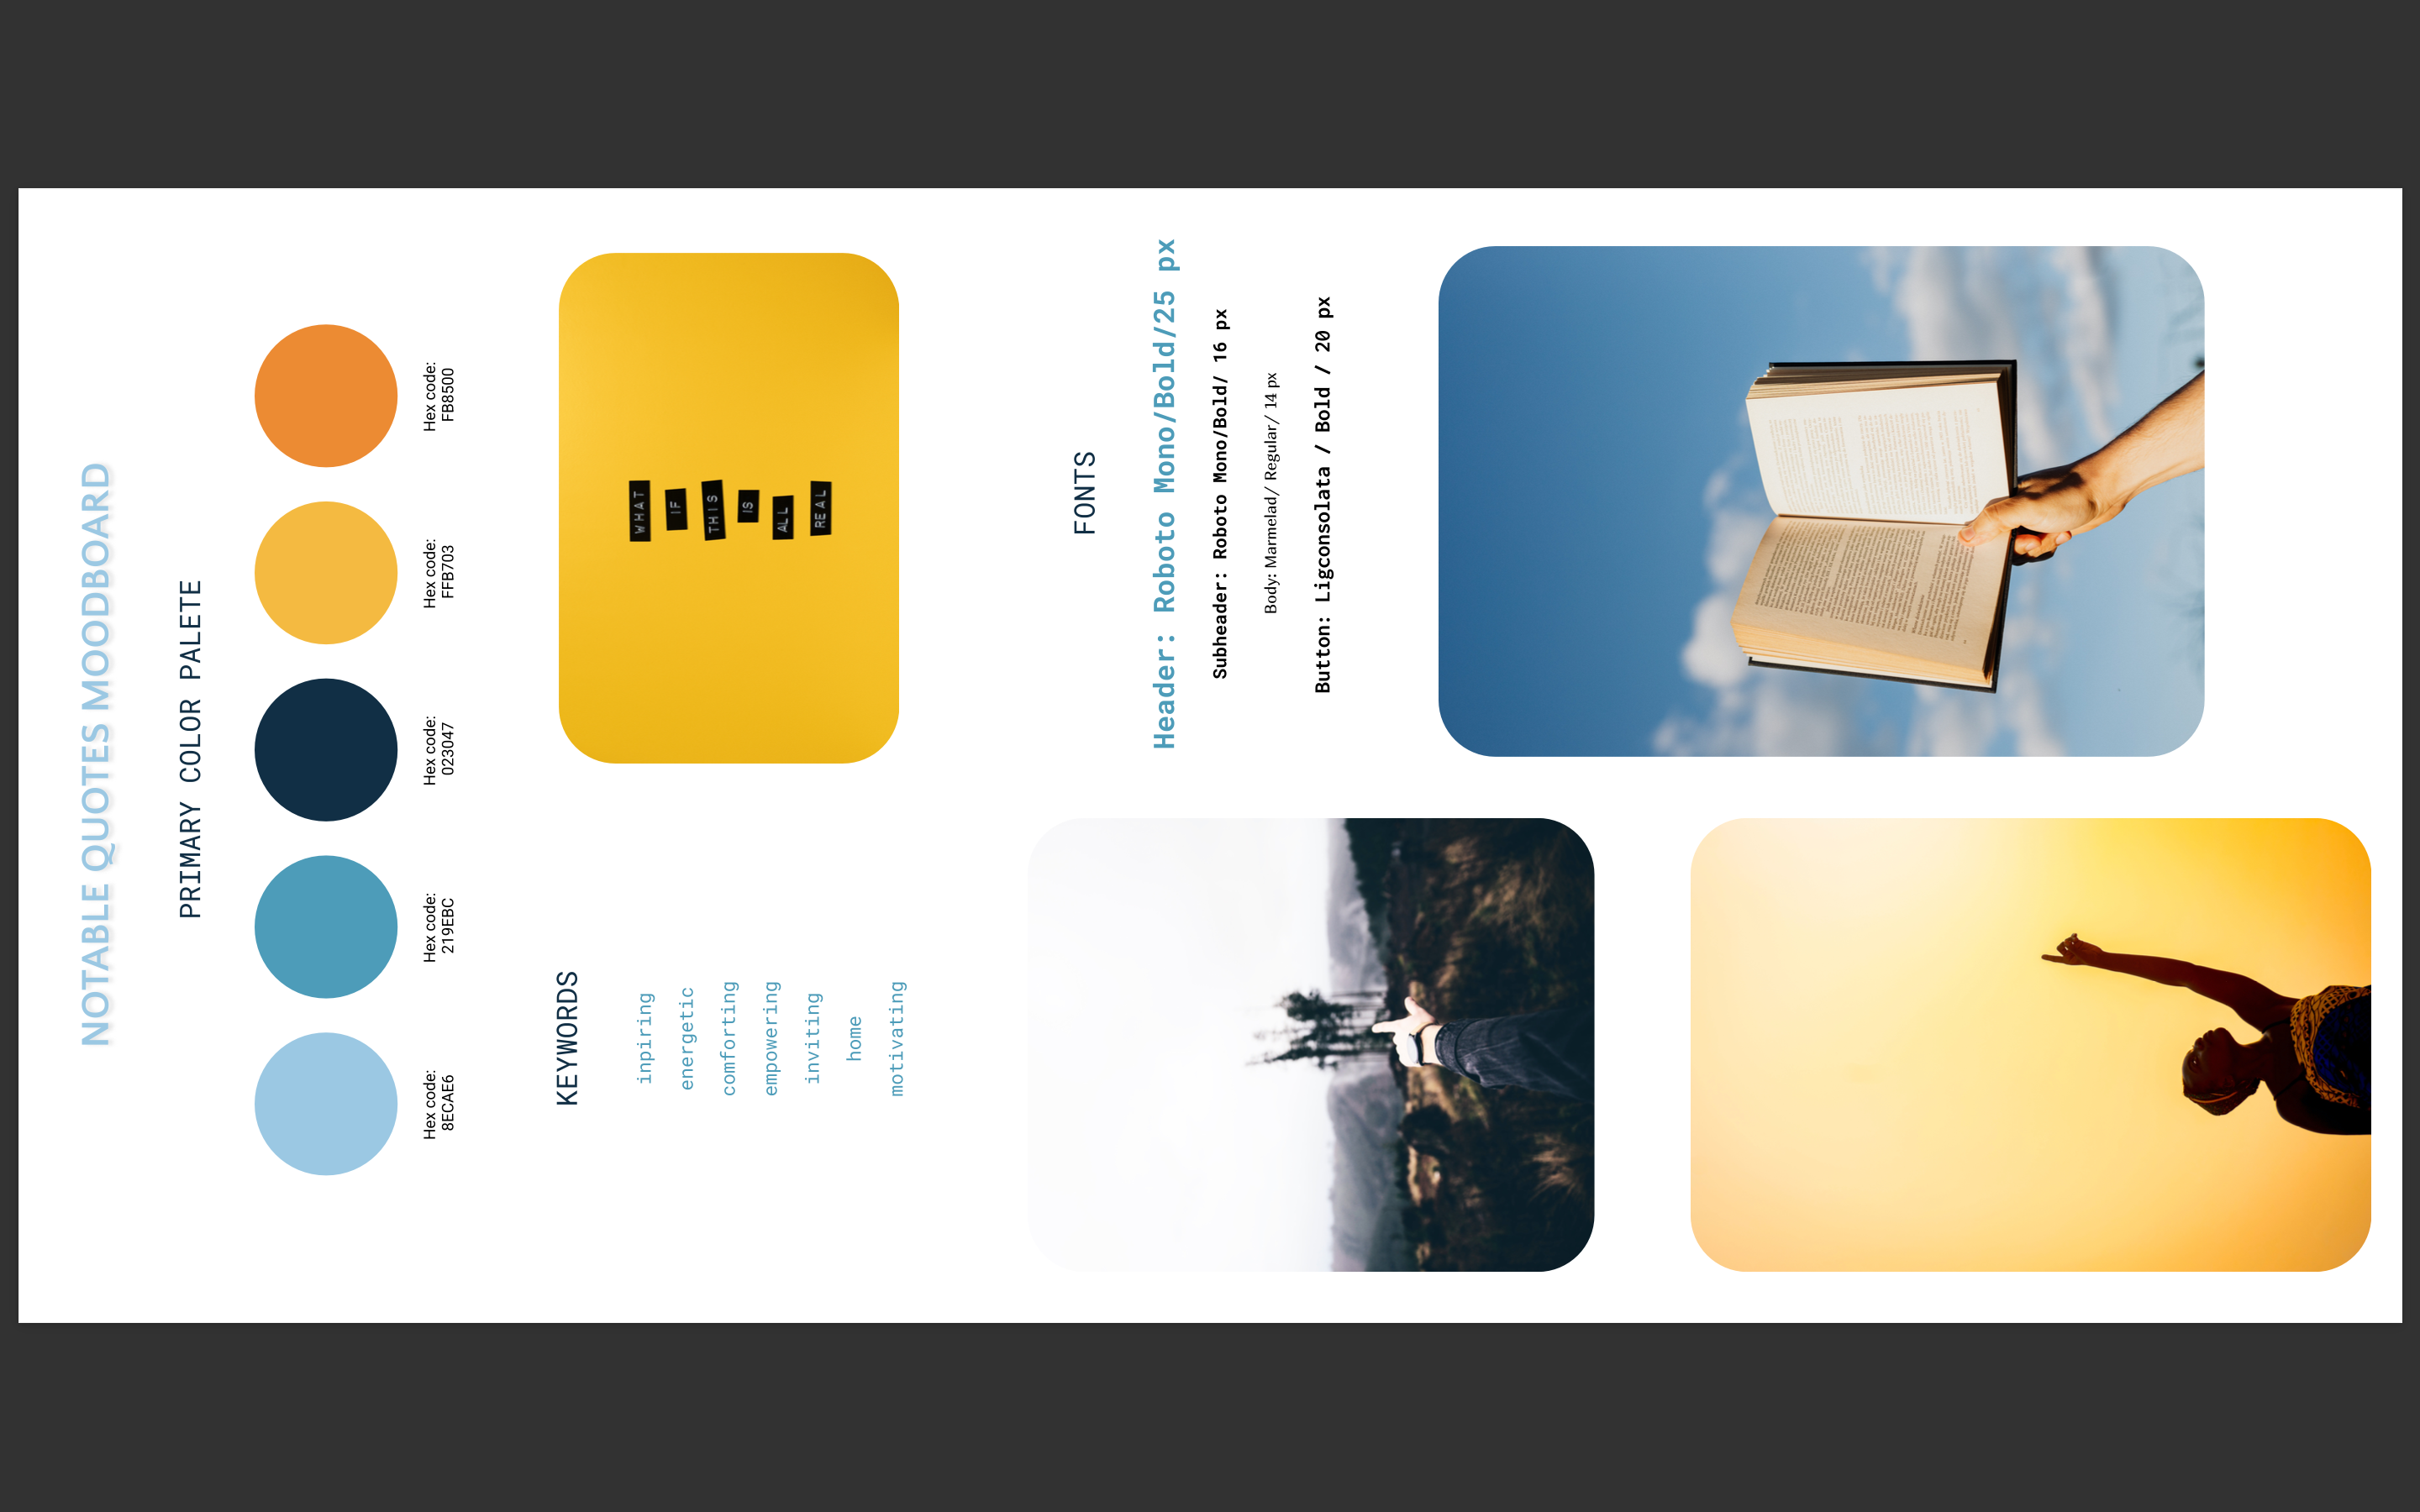 NOTABLE QUOTES MOODBOARD
PRIMARY COLOR PALETE
Hex code:
8ECAE6
Hex code:
219EBC
Hex code:
023047
Hex code:
FFB703
Hex code:
FB8500
KEYWORDS
inpiring
energetic
comforting
empowering
inviting
home
motivating
WHAT
IF
THIS
IS
ALL
REAL
FONTS
Header: Roboto Mono/Bold/25 px
Subheader: Roboto Mono/Bold/ 16 px
Body: Marmelad/ Regular/ 14 px
Button: Ligconsolata / Bold / 20 px